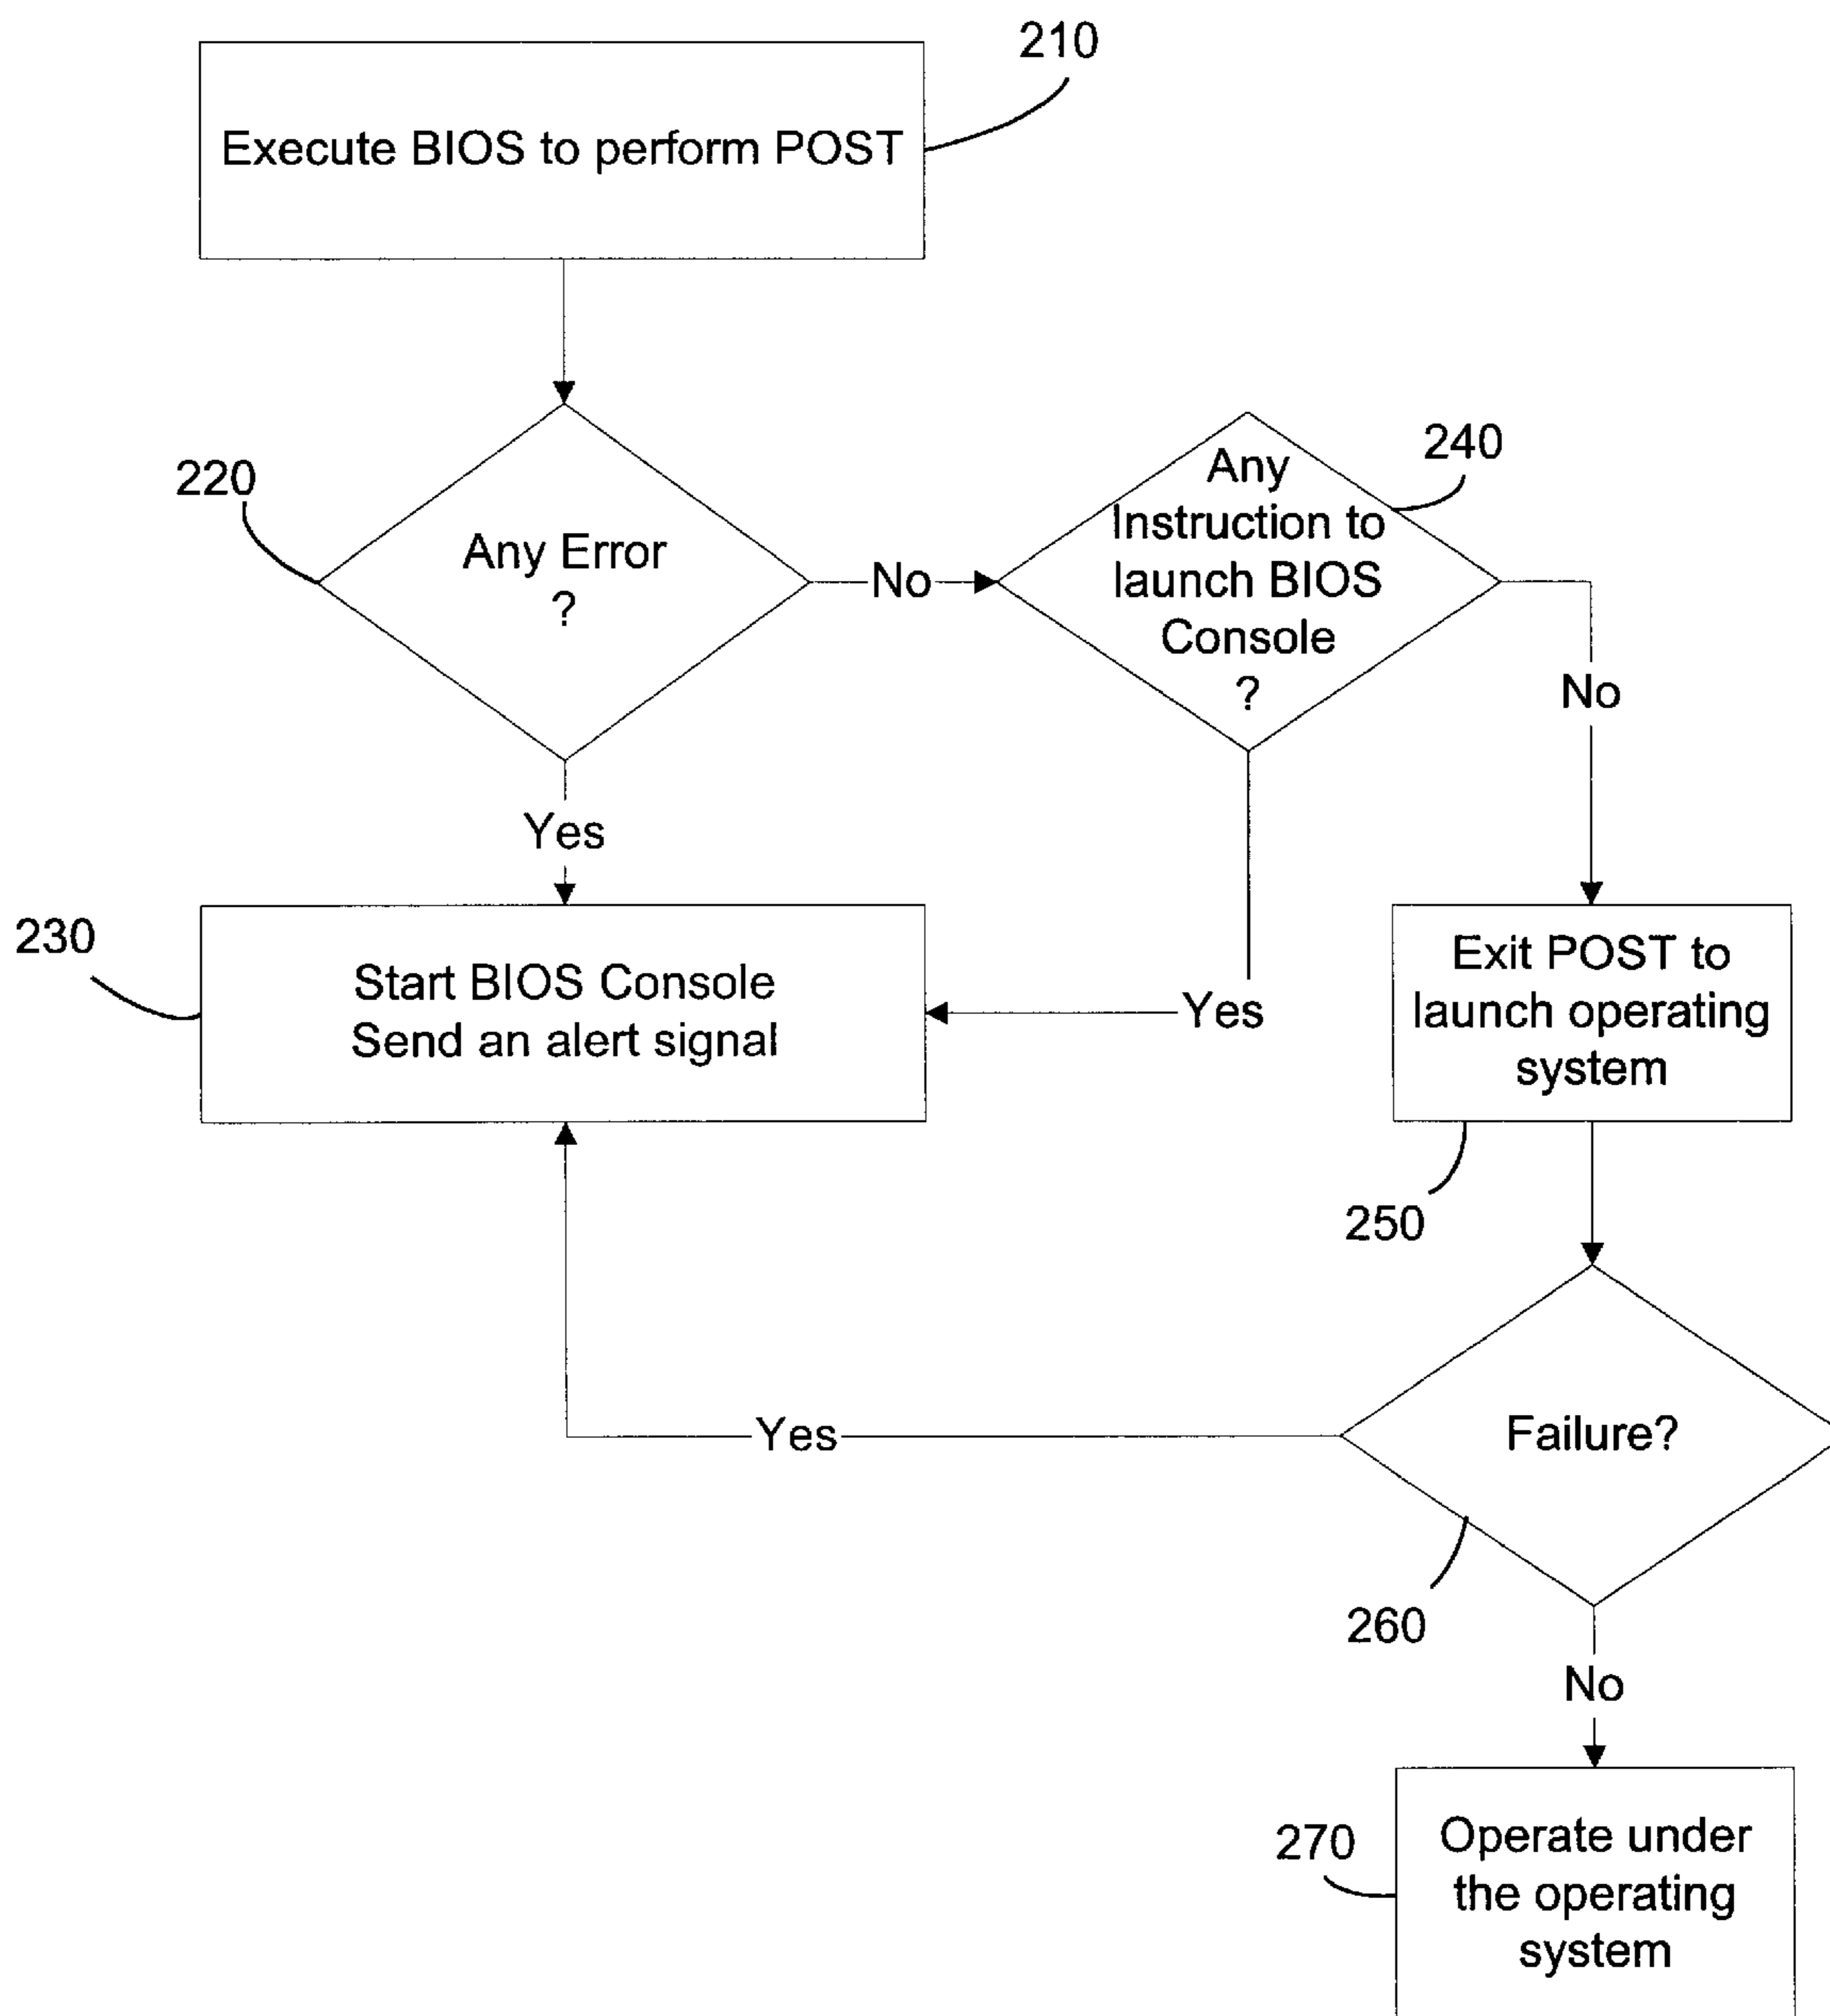 210
Execute BIOS to perform POST
220
Any Error
?
No
240
Any
Instruction to
launch BIOS
Console
?
No
Yes
230
Start BIOS Console
Send an alert signal
Yes
Exit POST to
launch operating
system
250
Yes
Failure?
260
No
270
Operate under
the operating
system